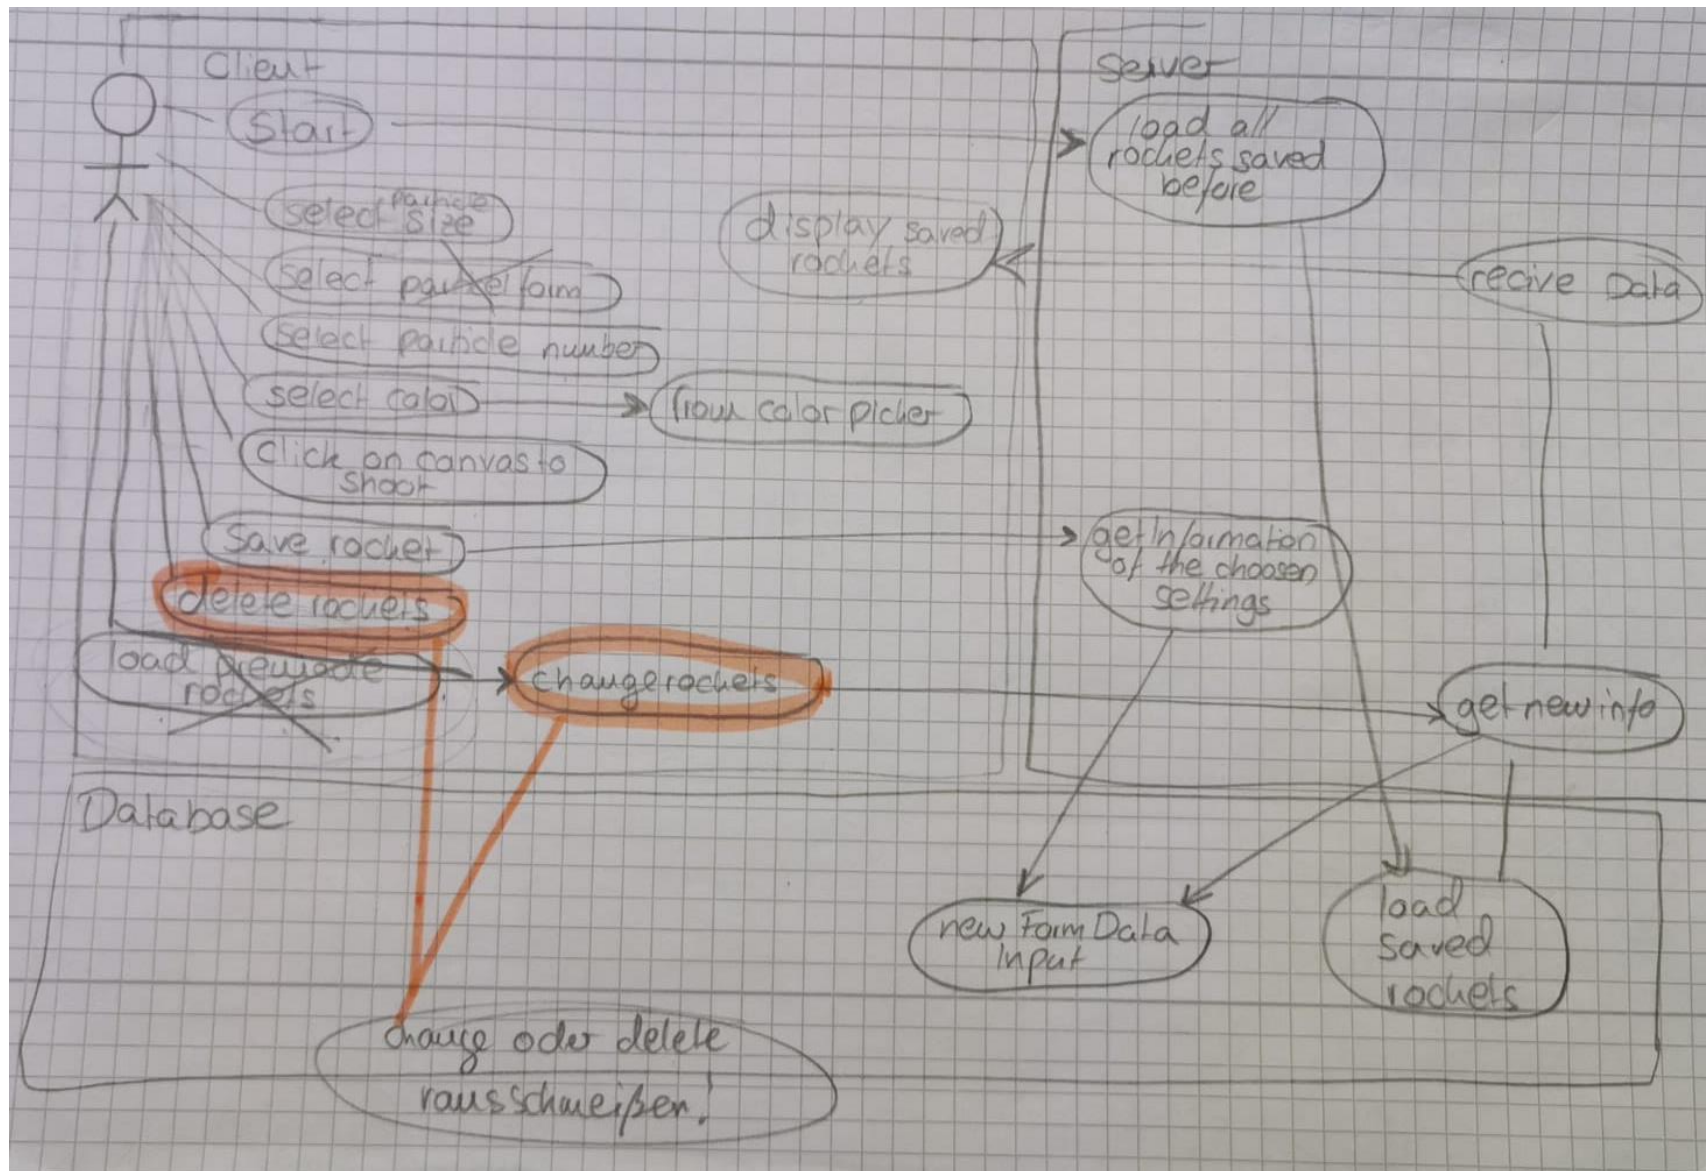 Client
Start
select particle
size
select particle form
select particle number
select color
from color picker
Click on canvas to
shoot
Save rocket
delete rockets
load premade
rockets
change rockets
display saved
rockets
Server
load all
rockets saved
before
recive Data
get Information
of the choosen
settings
get new info
Database
new Form Data
Input
load
saved
rockets
change oder delete
rausschmeißen!